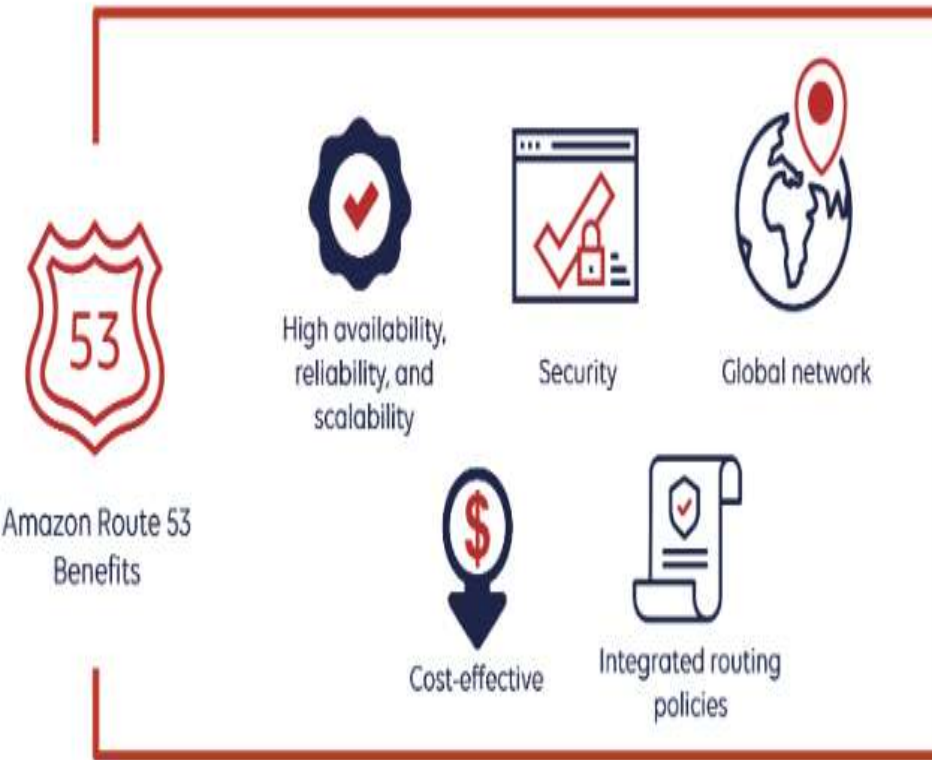 53
Amazon Route 53
Benefits
High availability,
reliability, and
scalability
Security
Global network
$
Cost-effective
Integrated routing
policies